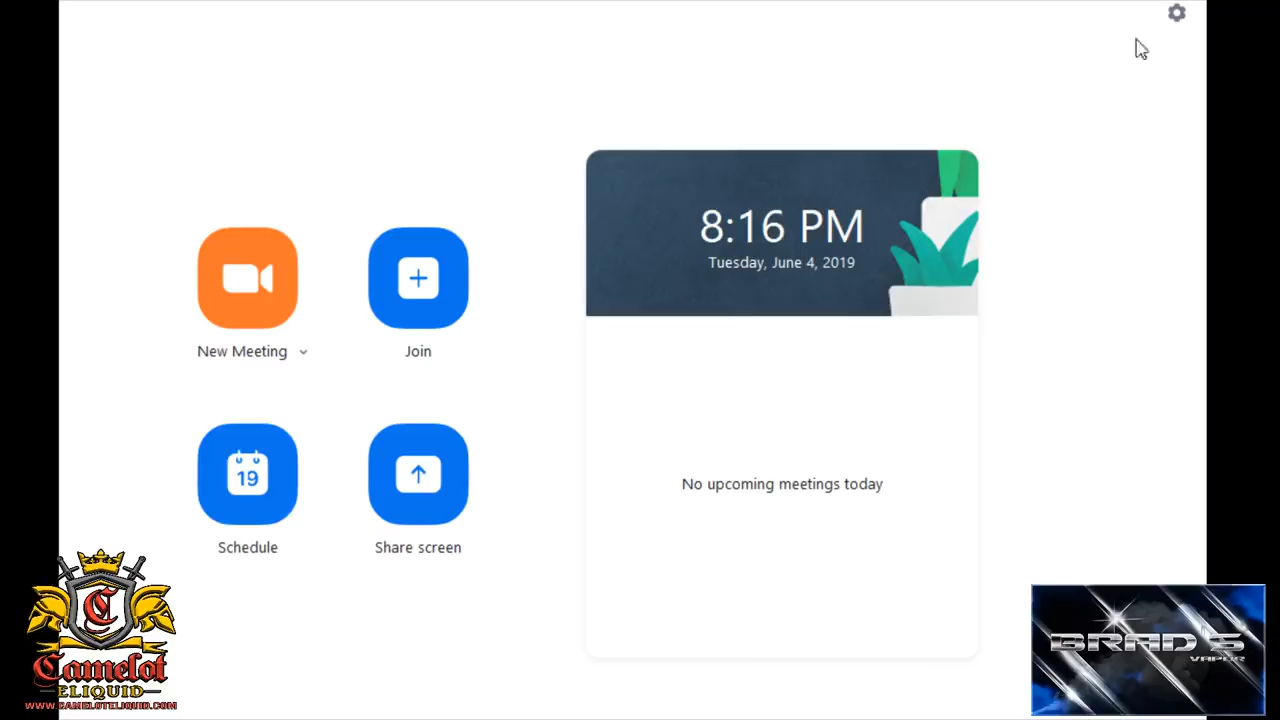 8:16 PM
Tuesday, June 4, 2019
New Meeting
Join
19
Schedule
Share screen
No upcoming meetings today
C
Camelot
ELIQUID
WWW.CAMELOTELIQUID.COM
BRAD'S
VAPOR